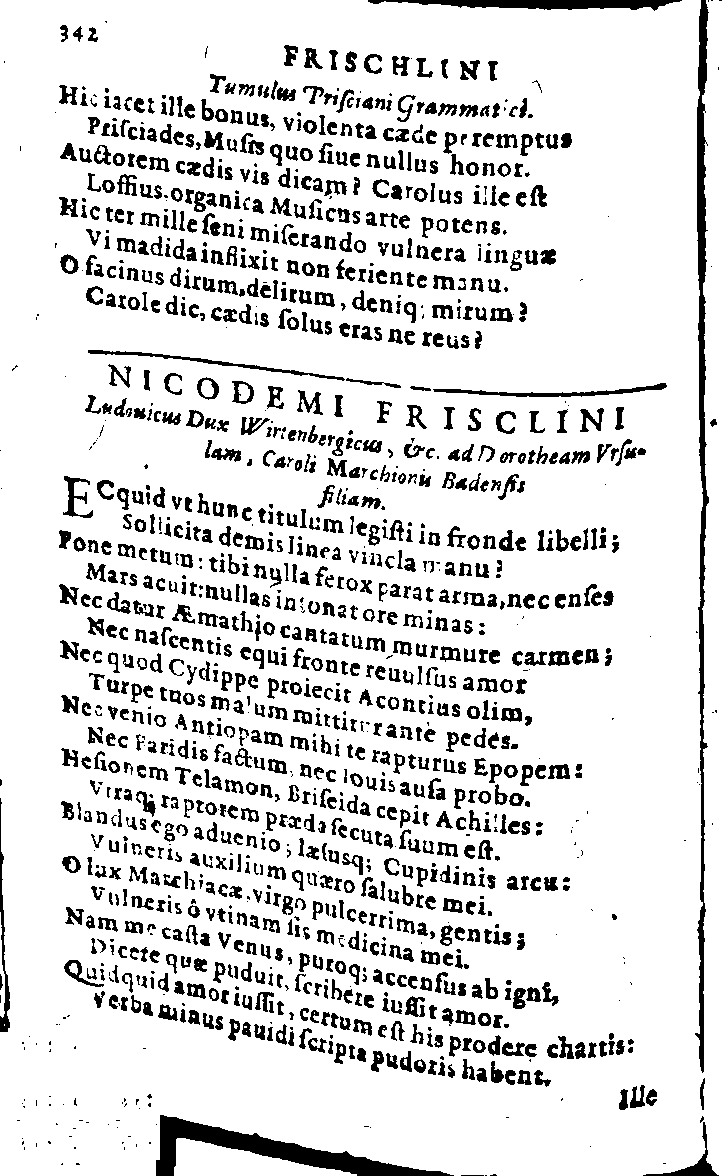 342
FRISCHLINI
Tumulus Priſciani Grammatici.
Hic iacet ille bonus, violenta cæde peremptus
Priſciades, Muſis quo ſiue nullus honor.
Auctorem cædis vis dicam? Carolus ille eſt
Loſſius, organica Muſicus arte potens.
Hic ter mille ſeni miſerando vulnera linguæ
Vi madida inflixit non feriente manu.
O facinus dirum, delirum, deniq; mirum?
Carole dic, cædis ſolus eras ne reus?
NICODEMI FRISCLINI
Ludouicus Dux Wirtenbergicus, &c. ad Dorotheam Vrſu-
lam, Caroli Marchionis Badenſis
filiam.
ECquid vt hunc titulum legiſti in fronde libelli;
Sollicita demis linea vincla manu?
Pone metum: tibi nulla ferox parat arma, nec enſes
Mars acuit: nullas intonat ore minas:
Nec datur Æmathio cantatum murmure carmen;
Nec naſcentis equi fronte reuulſus amor
Nec quod Cydippe proiecit Acontius olim,
Turpe tuos malum mittitur ante pedes.
Nec venio Antiopam mihi te rapturus Epopem:
Nec Paridis factum, nec Iouis auſa probo.
Heſionem Telamon, Briſeida cepit Achilles:
Vtraq; raptorem præda ſecuta ſuum eſt.
Blandus ego aduenio; læſusq; Cupidinis arcu:
Vulneris auxilium quæro ſalubre mei.
O lux Marchiacæ, virgo pulcerrima, gentis;
Vulneris ô vtinam ſis medicina mei.
Nam me caſta Venus, puroq; accenſus ab igni,
Dicere quæ puduit, ſcribere iuſſit amor.
Quidquid amor iuſſit, certum eſt his prodere chartis:
Verba minus pauidi ſcripta pudoris habent.
Ille